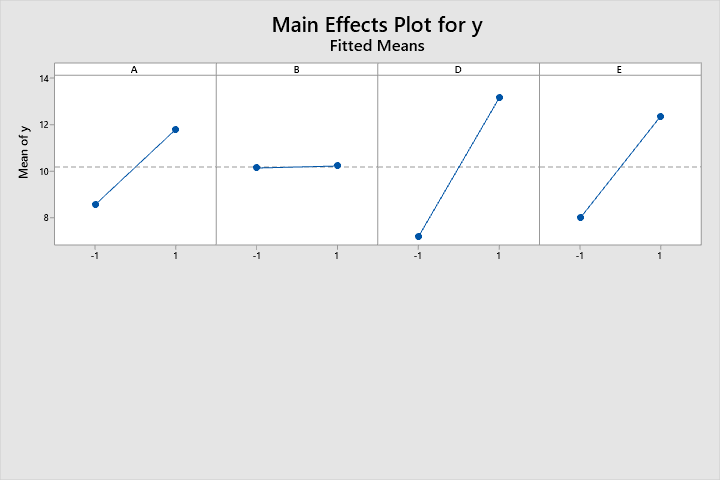 Main Effects Plot for y
Fitted Means
A B D E
Mean of y
14
12
10
8
-1 1 -1 1 -1 1 -1 1